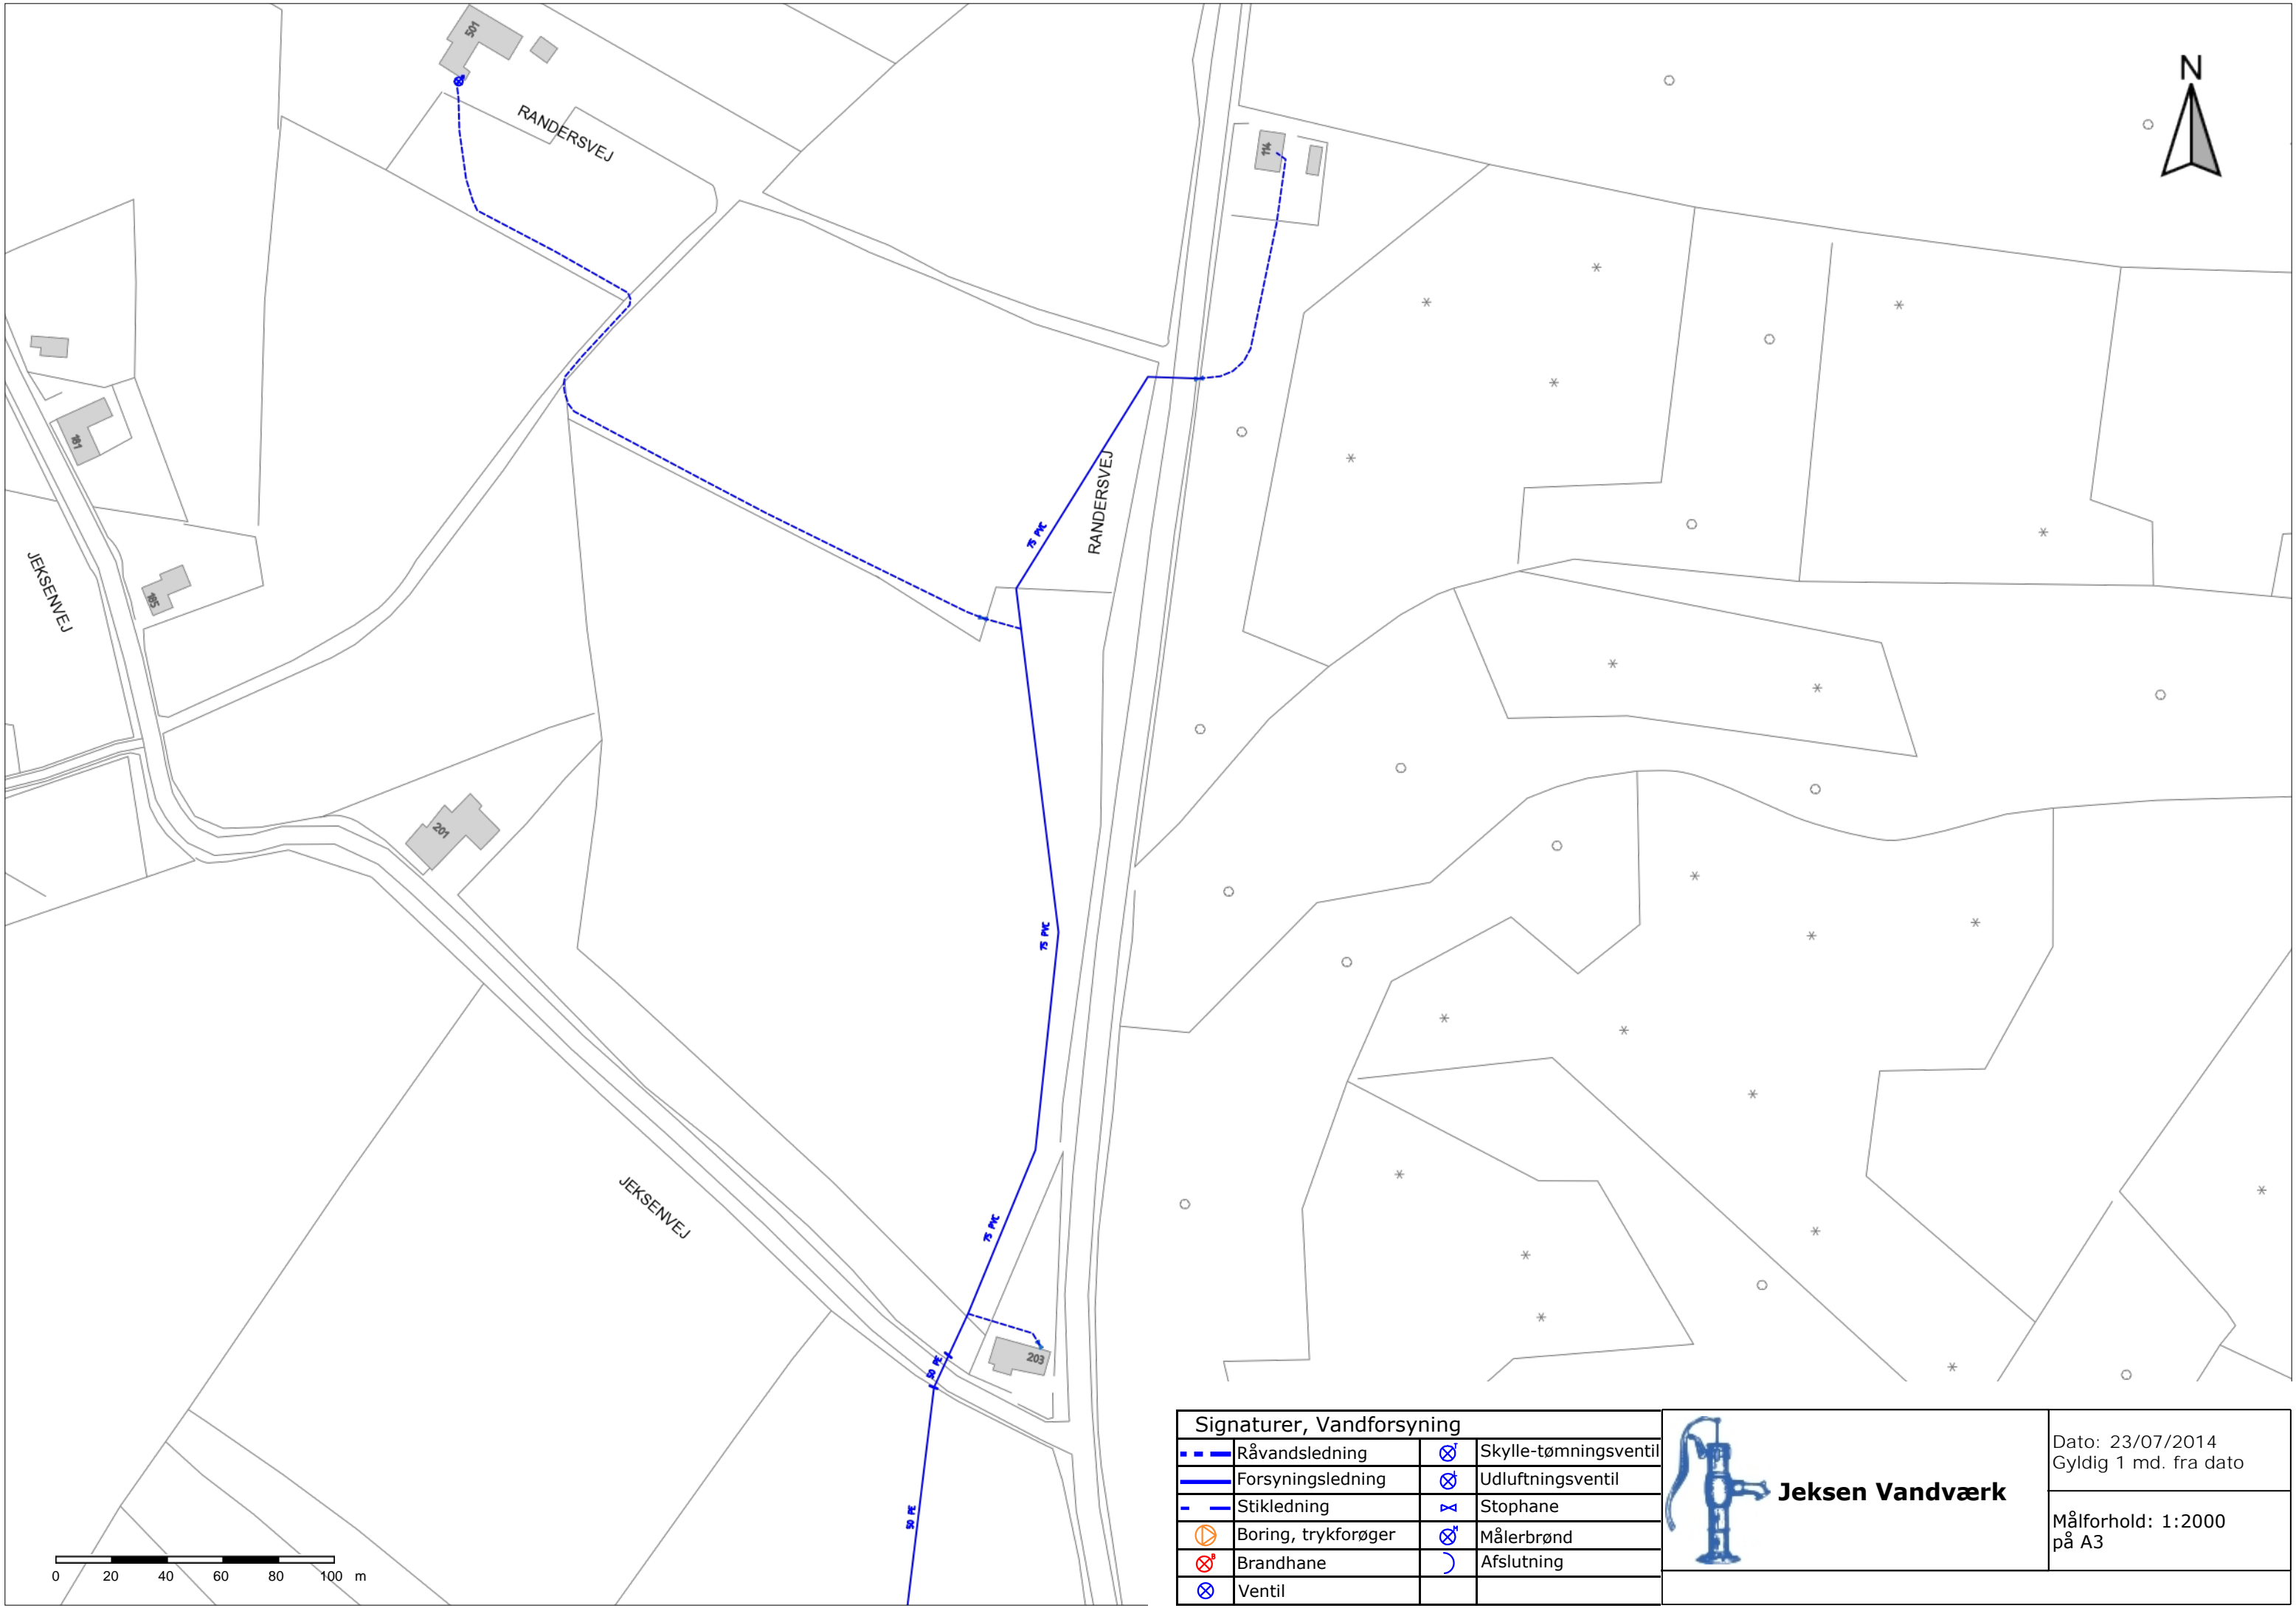 501
RANDERSVEJ
N
114
181
RANDERSVEJ
75 PVC
JEKSENVEJ
185
201
75 PVC
JEKSENVEJ
75 PVC
203
50 PE
50 PE
0 20 40 60 80 100 m
Signaturer, Vandforsyning
Råvandsledning
Skylle-tømningsventil
Forsyningsledning
Udluftningsventil
Stikledning
Stophane
Boring, trykforøger
Målerbrønd
Brandhane
Afslutning
Ventil
Jeksen Vandværk
Dato: 23/07/2014
Gyldig 1 md. fra dato
Målforhold: 1:2000
på A3